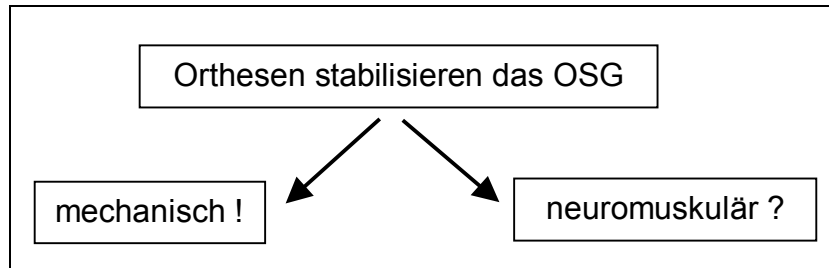 Orthesen stabilisieren das OSG
mechanisch !
neuromuskulär ?